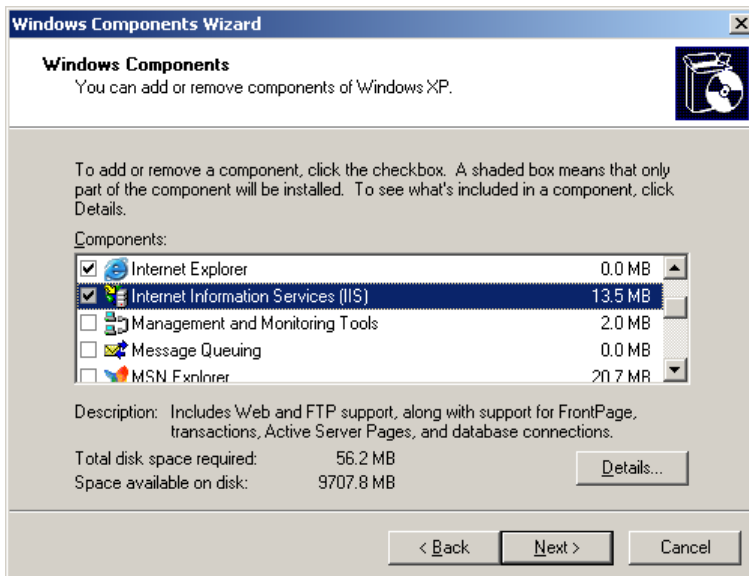 Windows Components Wizard
Windows Components
You can add or remove components of Windows XP.
To add or remove a component, click the checkbox. A shaded box means that only
part of the component will be installed. To see what's included in a component, click
Details.
Components:
Internet Explorer 0.0 MB
Internet Information Services (IIS) 13.5 MB
Management and Monitoring Tools 2.0 MB
Message Queuing 0.0 MB
MSN Explorer 20.7 MB
Description: Includes Web and FTP support, along with support for FrontPage,
transactions, Active Server Pages, and database connections.
Total disk space required: 56.2 MB
Space available on disk: 9707.8 MB
Details...
< Back Next > Cancel